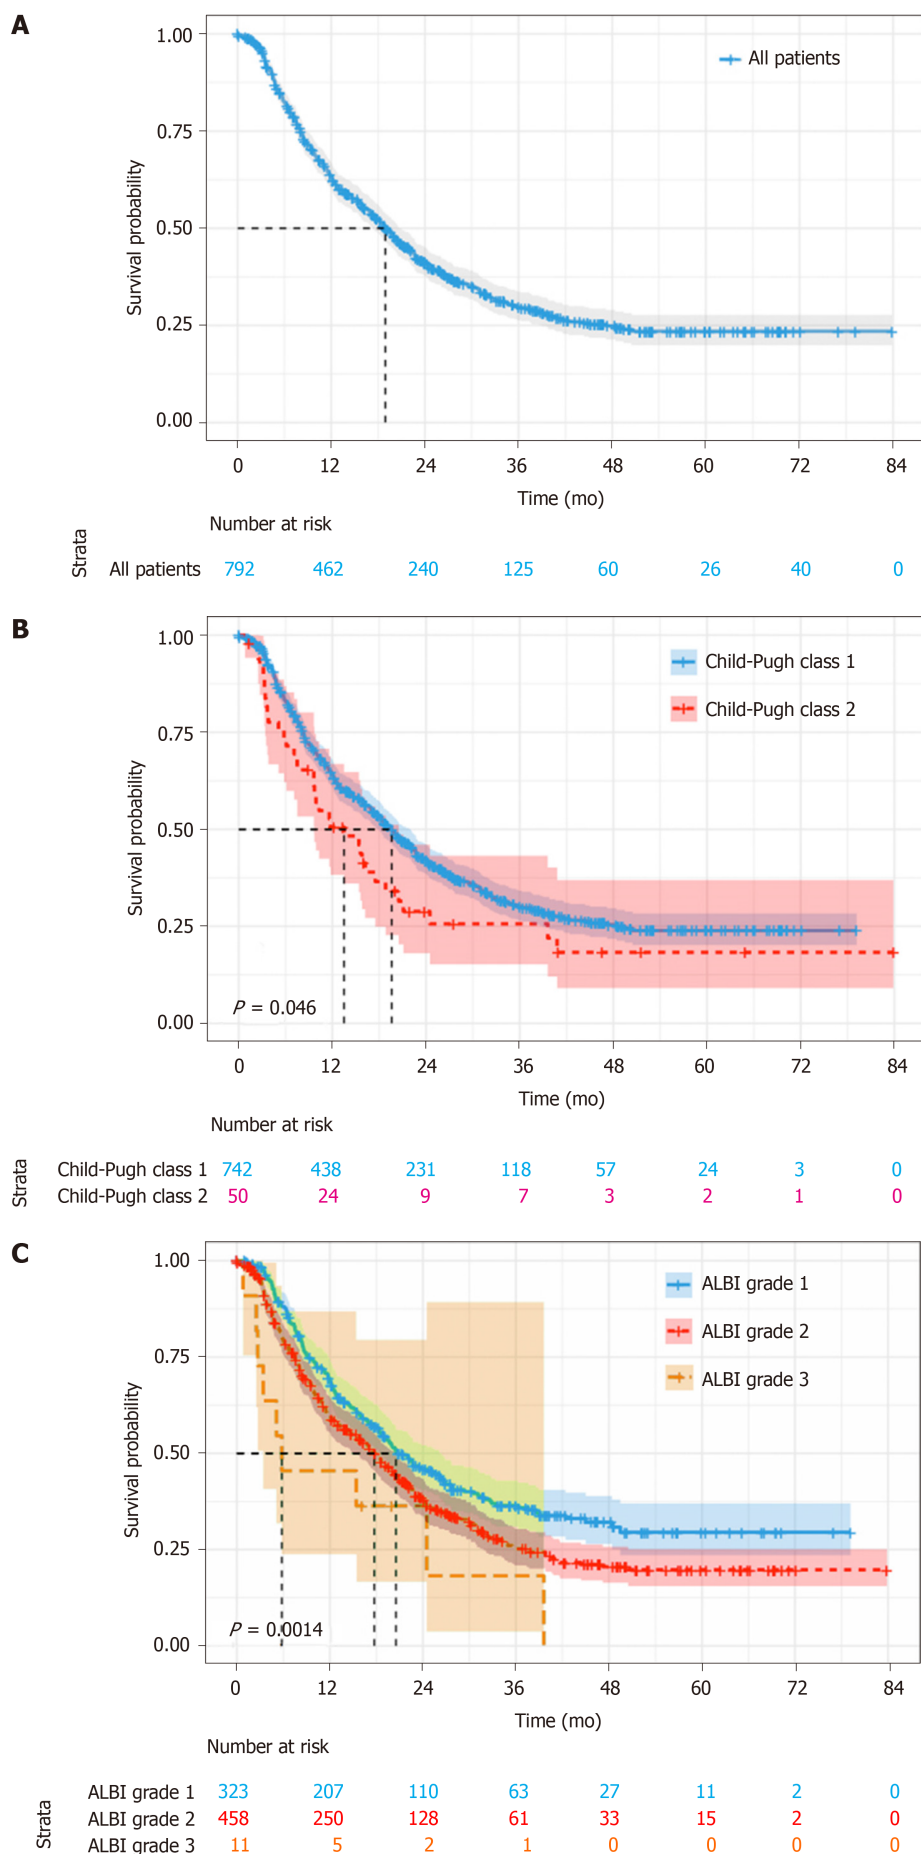 A
1.00
0.75
0.50
0.25
0.00
Survival probability
All patients
0 12 24 36 48 60 72 84
Time (mo)
Number at risk
Strata
All patients 792 462 240 125 60 26 40 0
B
1.00
0.75
0.50
0.25
0.00
Survival probability
Child-Pugh class 1
Child-Pugh class 2
P = 0.046
0 12 24 36 48 60 72 84
Time (mo)
Number at risk
Strata
Child-Pugh class 1 742 438 231 118 57 24 3 0
Child-Pugh class 2 50 24 9 7 3 2 1 0
C
1.00
0.75
0.50
0.25
0.00
Survival probability
ALBI grade 1
ALBI grade 2
ALBI grade 3
P = 0.0014
0 12 24 36 48 60 72 84
Time (mo)
Number at risk
Strata
ALBI grade 1 323 207 110 63 27 11 2 0
ALBI grade 2 458 250 128 61 33 15 2 0
ALBI grade 3 11 5 2 1 0 0 0 0